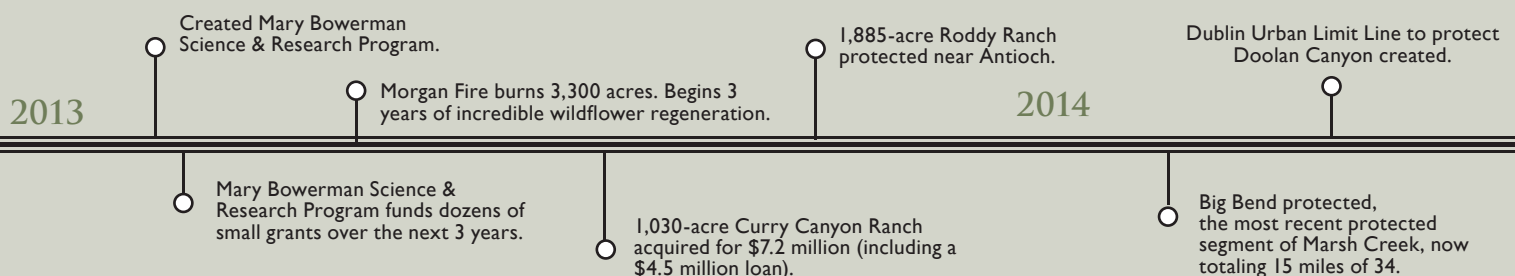 2013
Created Mary Bowerman
Science & Research Program.
Mary Bowerman Science &
Research Program funds dozens of
small grants over the next 3 years.
Morgan Fire burns 3,300 acres. Begins 3
years of incredible wildflower regeneration.
1,030-acre Curry Canyon Ranch
acquired for $7.2 million (including a
$4.5 million loan).
1,885-acre Roddy Ranch
protected near Antioch.
2014
Big Bend protected,
the most recent protected
segment of Marsh Creek, now
totaling 15 miles of 34.
Dublin Urban Limit Line to protect
Doolan Canyon created.